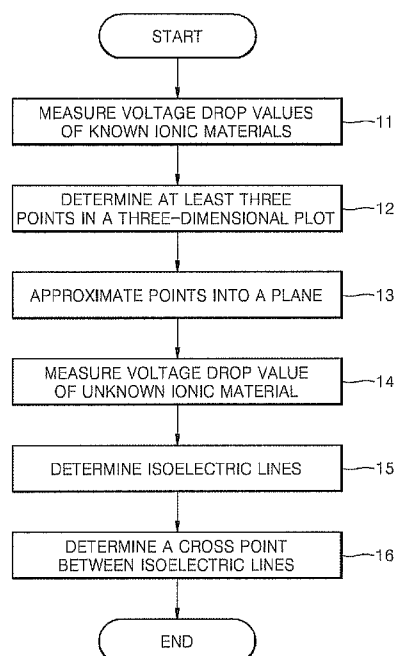 START
MEASURE VOLTAGE DROP VALUES
OF KNOWN IONIC MATERIALS
11
DETERMINE AT LEAST THREE
POINTS IN A THREE-DIMENSIONAL PLOT
12
APPROXIMATE POINTS INTO A PLANE
13
MEASURE VOLTAGE DROP VALUE
OF UNKNOWN IONIC MATERIAL
14
DETERMINE ISOELECTRIC LINES
15
DETERMINE A CROSS POINT
BETWEEN ISOELECTRIC LINES
16
END